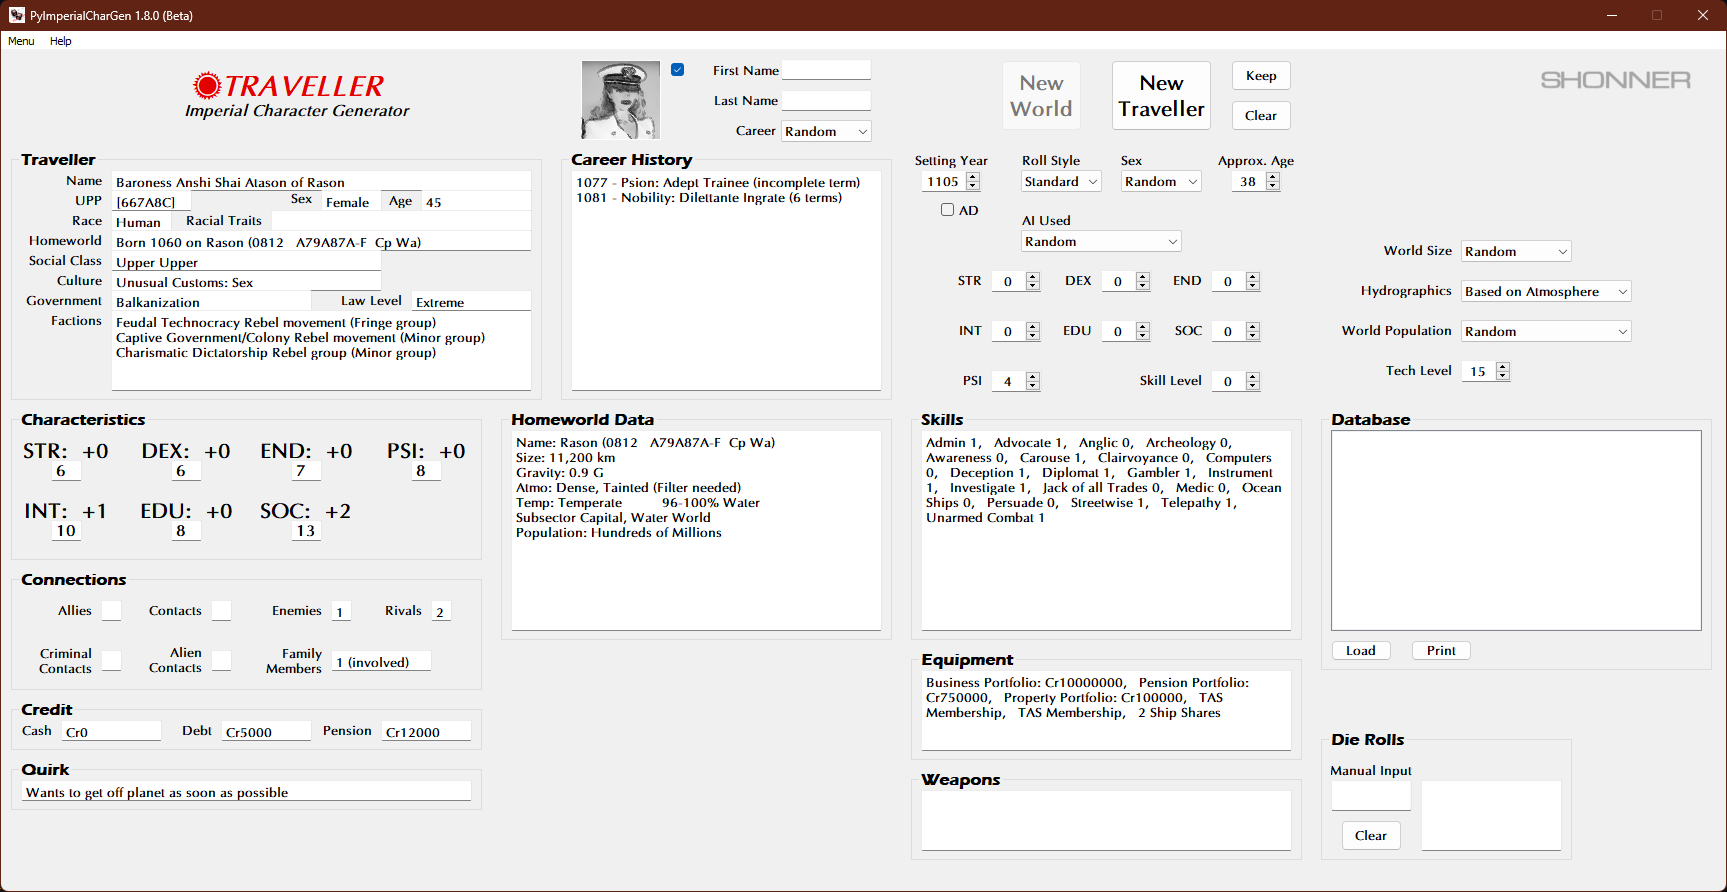 PyImperialCharGen 1.8.0 (Beta)
Menu Help
TRAVELLER
Imperial Character Generator
First Name
Last Name
Career Random
New World
New Traveller
Keep
Clear
SHONNER
Traveller
Name Baroness Anshi Shai Atason of Rason
UPP [667A8C] Sex Female Age 45
Race Human Racial Traits
Homeworld Born 1060 on Rason (0812 A79A87A-F Cp Wa)
Social Class Upper Upper
Culture Unusual Customs: Sex
Government Balkanization Law Level Extreme
Factions Feudal Technocracy Rebel movement (Fringe group)
Captive Government/Colony Rebel movement (Minor group)
Charismatic Dictatorship Rebel group (Minor group)
Career History
1077 - Psion: Adept Trainee (incomplete term)
1081 - Nobility: Dilettante Ingrate (6 terms)
Setting Year Roll Style Sex Approx. Age
1105 Standard Random 38
AD
AI Used
Random
STR 0 DEX 0 END 0
INT 0 EDU 0 SOC 0
PSI 4 Skill Level 0
World Size Random
Hydrographics Based on Atmosphere
World Population Random
Tech Level 15
Characteristics
STR: +0 DEX: +0 END: +0 PSI: +0
6 6 7 8
INT: +1 EDU: +0 SOC: +2
10 8 13
Connections
Allies Contacts Enemies 1 Rivals 2
Criminal Contacts Alien Contacts Family Members 1 (involved)
Credit
Cash Cr0 Debt Cr5000 Pension Cr12000
Quirk
Wants to get off planet as soon as possible
Homeworld Data
Name: Rason (0812 A79A87A-F Cp Wa)
Size: 11,200 km
Gravity: 0.9 G
Atmo: Dense, Tainted (Filter needed)
Temp: Temperate 96-100% Water
Subsector Capital, Water World
Population: Hundreds of Millions
Skills
Admin 1, Advocate 1, Anglic 0, Archeology 0,
Awareness 0, Carouse 1, Clairvoyance 0, Computers
0, Deception 1, Diplomat 1, Gambler 1, Instrument
1, Investigate 1, Jack of all Trades 0, Medic 0, Ocean
Ships 0, Persuade 0, Streetwise 1, Telepathy 1,
Unarmed Combat 1
Equipment
Business Portfolio: Cr10000000, Pension Portfolio:
Cr750000, Property Portfolio: Cr100000, TAS
Membership, TAS Membership, 2 Ship Shares
Weapons
Database
Load Print
Die Rolls
Manual Input
Clear